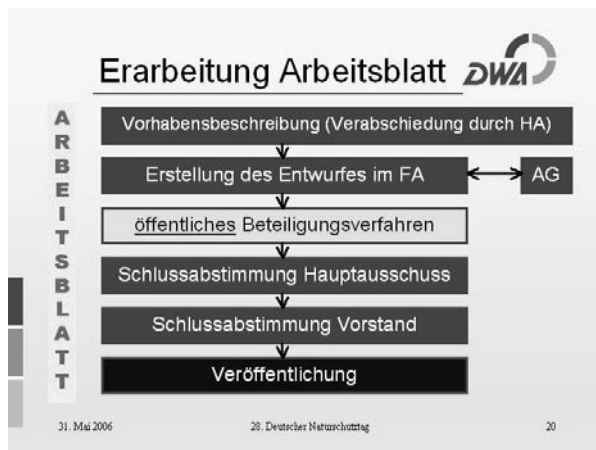 Erarbeitung Arbeitsblatt
DWA
ARBEITSBLATT
Vorhabensbeschreibung (Verabschiedung durch HA)
Erstellung des Entwurfes im FA
AG
öffentliches Beteiligungsverfahren
Schlussabstimmung Hauptausschuss
Schlussabstimmung Vorstand
Veröffentlichung
31. Mai 2006
28. Deutscher Naturschutztag
20